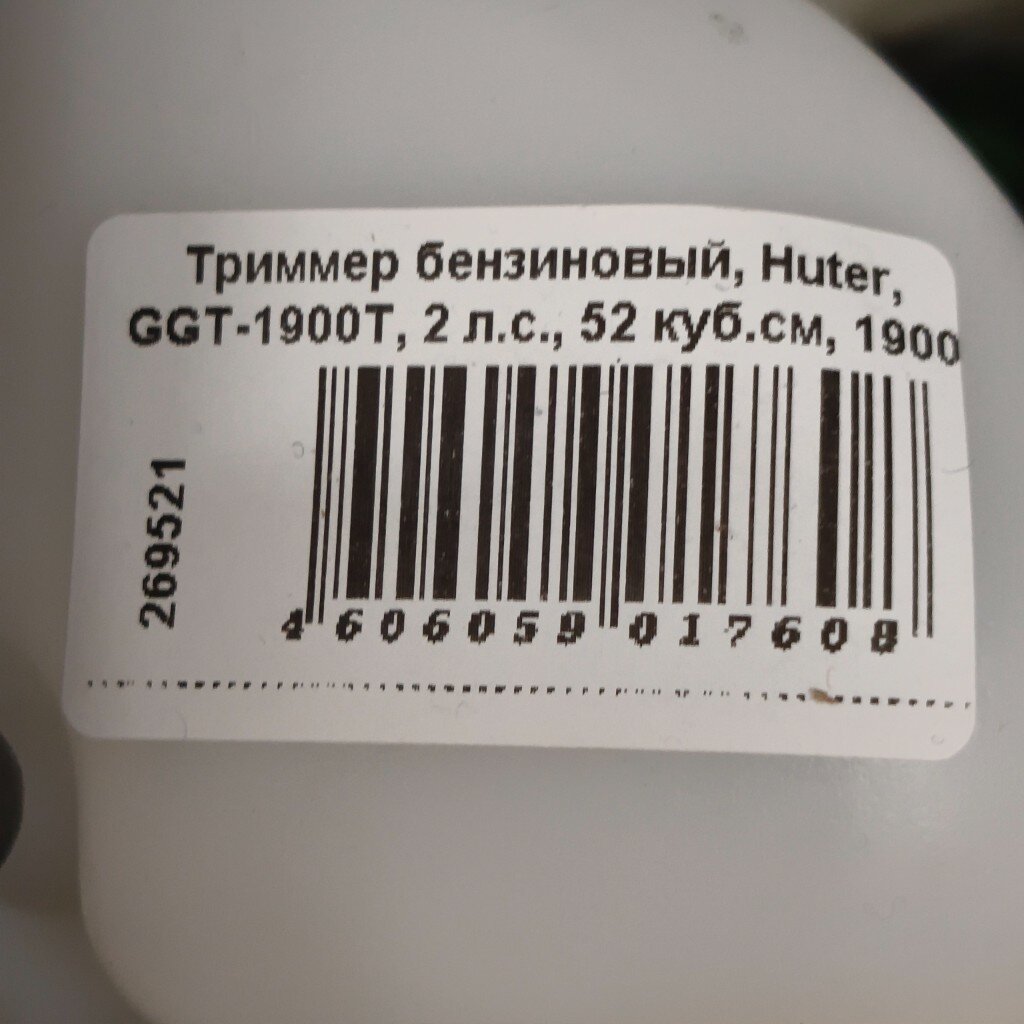 Триммер бензиновый, Huter,
GGT-1900T, 2 л.с., 52 куб.см, 1900
269521
4 606059 017608